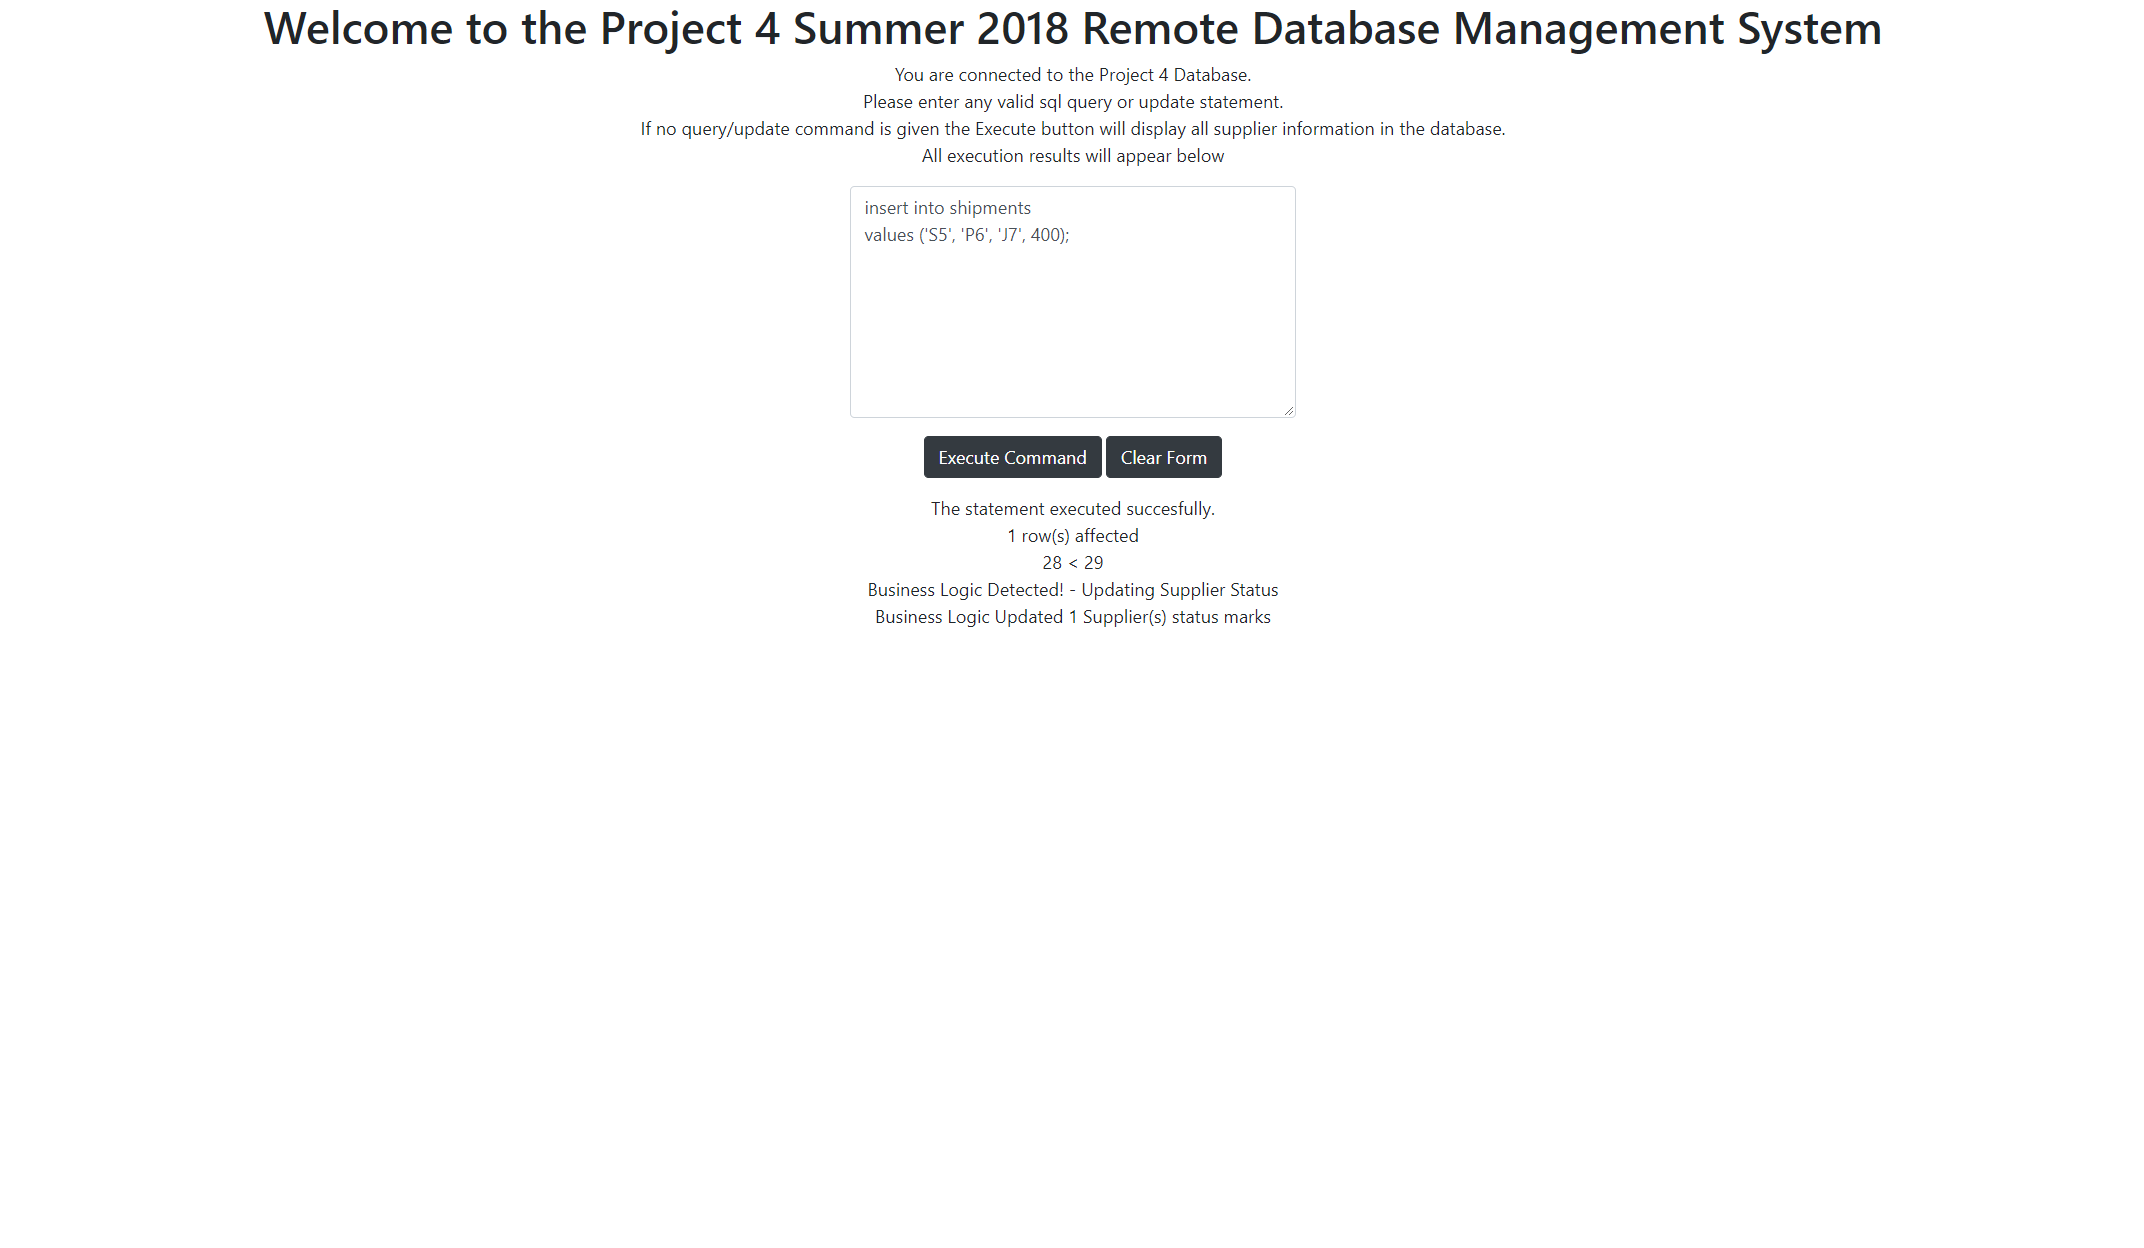 Welcome to the Project 4 Summer 2018 Remote Database Management System
You are connected to the Project 4 Database.
Please enter any valid sql query or update statement.
If no query/update command is given the Execute button will display all supplier information in the database.
All execution results will appear below
insert into shipments
values ('S5', 'P6', 'J7', 400);
Execute Command Clear Form
The statement executed succesfully.
1 row(s) affected
28 < 29
Business Logic Detected! - Updating Supplier Status
Business Logic Updated 1 Supplier(s) status marks